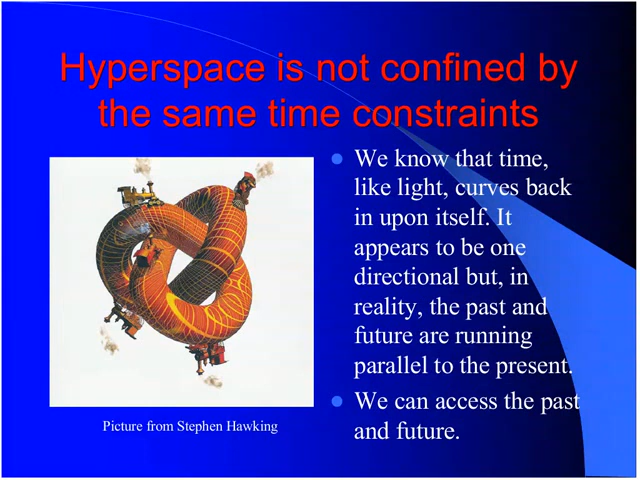 Hyperspace is not confined by
the same time constraints
We know that time,
like light, curves back
in upon itself. It
appears to be one
directional but, in
reality, the past and
future are running
parallel to the present.
We can access the past
and future.
Picture from Stephen Hawking